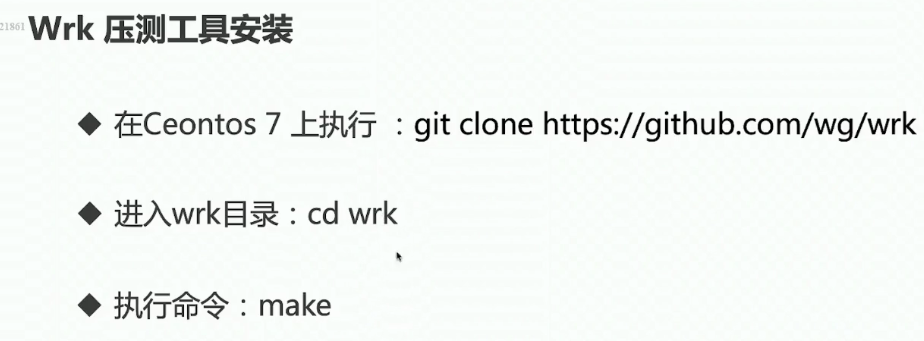 21861
Wrk 压测工具安装
◆ 在Ceontos 7 上执行 ：git clone https://github.com/wg/wrk
◆ 进入wrk目录：cd wrk
◆ 执行命令：make